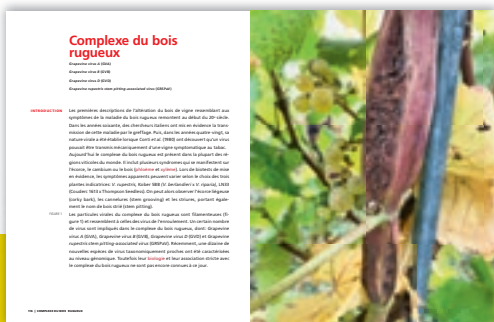 Complexe du bois
rugueux
Grapevine virus A (GVA)
Grapevine virus B (GVB)
Grapevine virus D (GVD)
Grapevine rupestris stem pitting-associated virus (GRSPaV)
INTRODUCTION Les premières descriptions de l'altération du bois de vigne ressemblant aux
symptômes de la maladie du bois rugueux remontent au début du 20e siècle.
Dans les années soixante, des chercheurs italiens ont mis en évidence la trans-
mission de cette maladie par le greffage. Puis, dans les années quatre-vingt, sa
nature virale a été établie lorsque Conti et al. (1980) ont découvert qu'un virus
pouvait être transmis mécaniquement d'une vigne symptomatique au tabac.
Aujourd'hui le complexe du bois rugueux est présent dans la plupart des ré-
gions viticoles du monde. Il inclut plusieurs syndromes qui se manifestent sur
l'écorce, le cambium ou le bois (phloème et xylème). Lors de biotests de mise
en évidence, les symptômes apparents peuvent varier selon le choix des trois
plantes indicatrices: V. rupestris, Kober 5BB (V. berlandieri x V. riparia), LN33
(Couderc 1613 x Thompson Seedless). On peut alors observer l'écorce liégeuse
(corky bark), les cannelures (stem grooving) et les striures, portant égale-
ment le nom de bois strié (stem pitting).
FIGURE 1 Les particules virales du complexe du bois rugueux sont filamenteuses (fi-
gure 1) et ressemblent à celles des virus de l'enroulement. Un certain nombre
de virus sont impliqués dans le complexe du bois rugueux, dont: Grapevine
virus A (GVA), Grapevine virus B (GVB), Grapevine virus D (GVD) et Grapevine
rupestris stem pitting-associated virus (GRSPaV). Récemment, une dizaine de
nouvelles espèces de virus taxonomiquement proches ont été caractérisées
au niveau génomique. Toutefois leur biologie et leur association stricte avec
le complexe du bois rugueux ne sont pas encore connues à ce jour.
COMPLEXE DU BOIS RUGUEUX